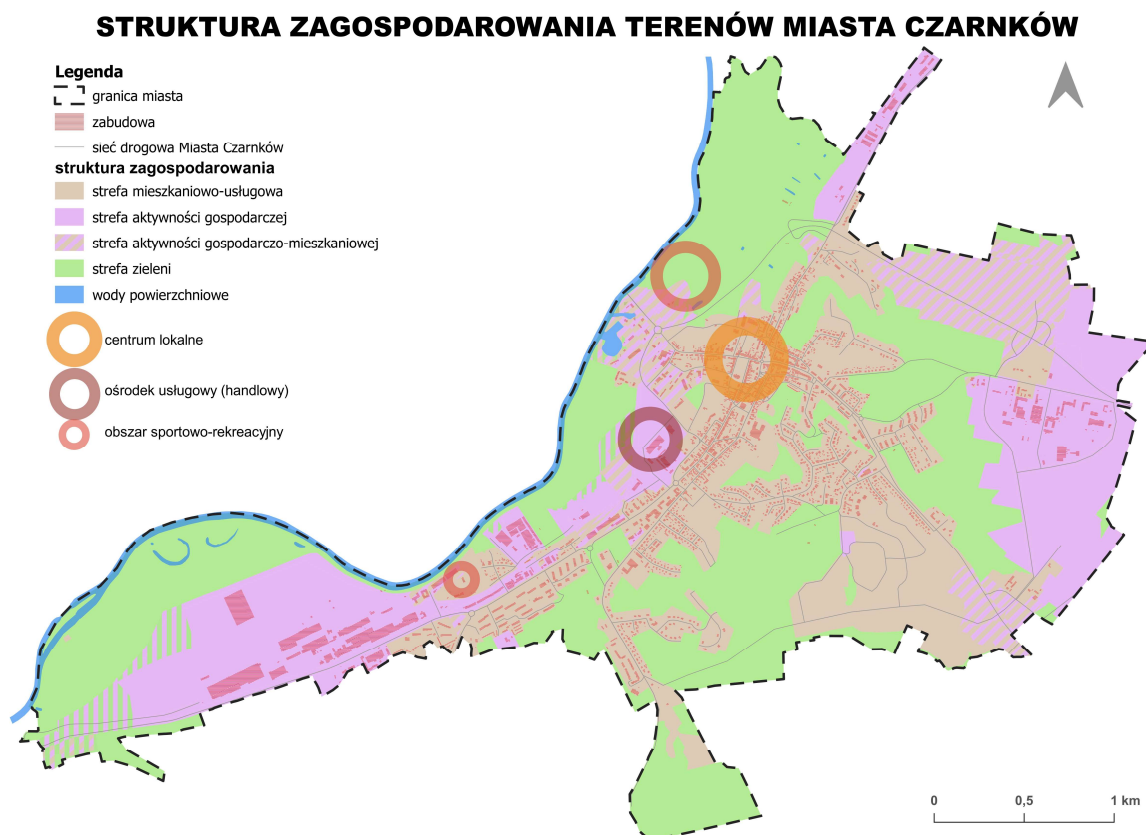 STRUKTURA ZAGOSPODAROWANIA TERENÓW MIASTA CZARNKÓW
Legenda
granica miasta
zabudowa
sieć drogowa Miasta Czarnków
struktura zagospodarowania
strefa mieszkaniowo-usługowa
strefa aktywności gospodarczej
strefa aktywności gospodarczo-mieszkaniowej
strefa zieleni
wody powierzchniowe
centrum lokalne
ośrodek usługowy (handlowy)
obszar sportowo-rekreacyjny
0 0,5 1 km